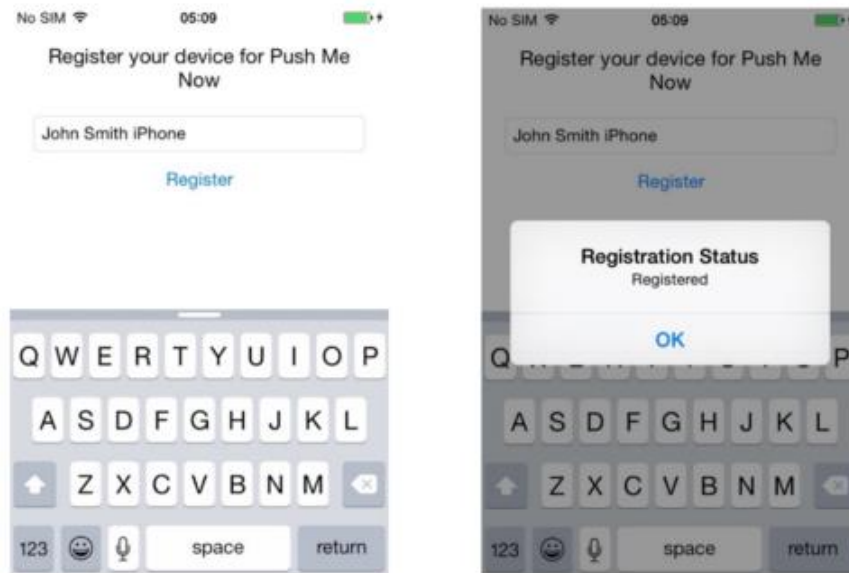 No SIM 05:09
Register your device for Push Me
Now
John Smith iPhone
Register
Q W E R T Y U I O P
A S D F G H J K L
Z X C V B N M
123 space return
No SIM 05:09
Register your device for Push Me
Now
John Smith iPhone
Register
Registration Status
Registered
OK
Q P
A S D F G H J K L
Z X C V B N M
123 space return